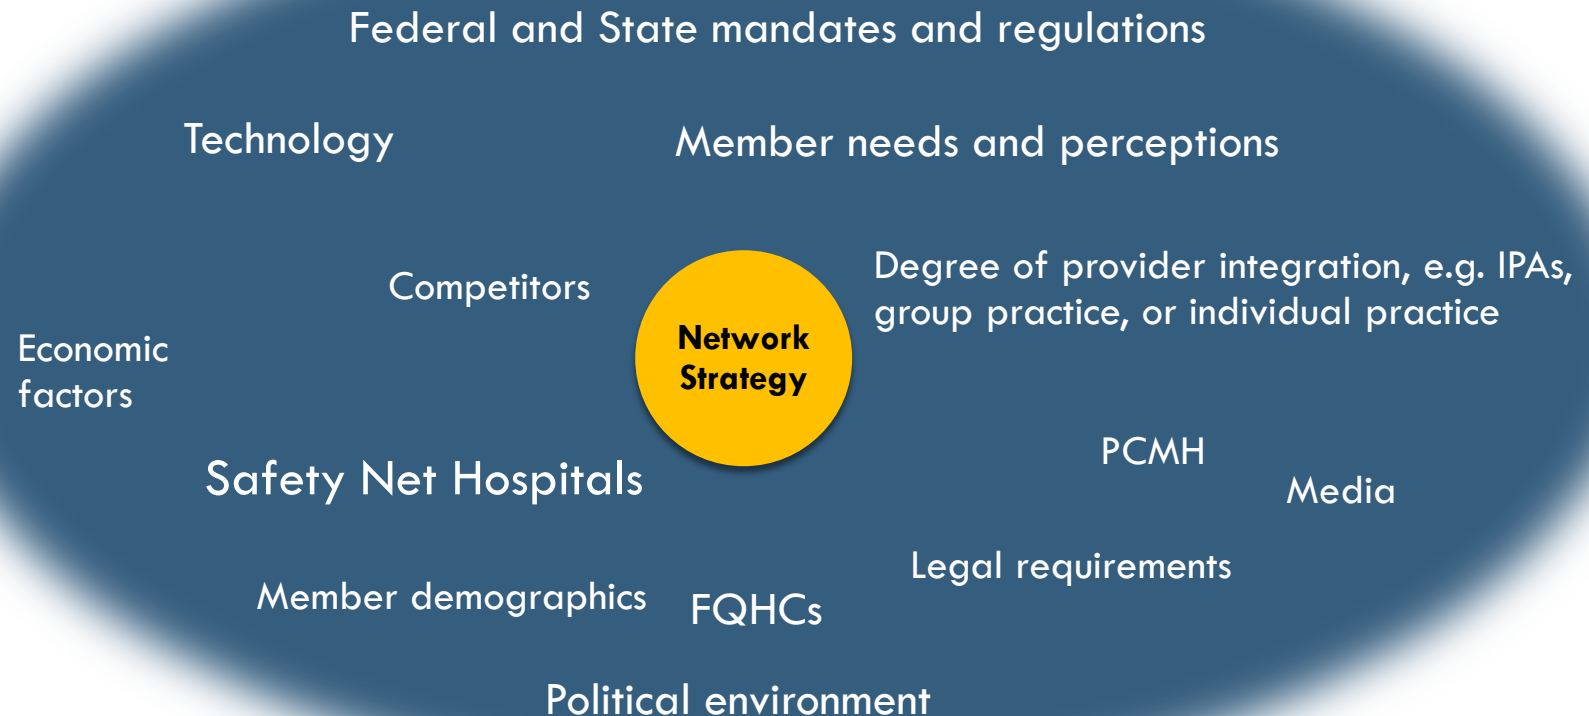 Federal and State mandates and regulations
Technology
Member needs and perceptions
Competitors
Degree of provider integration, e.g. IPAs,
group practice, or individual practice
Network
Strategy
Economic
factors
Safety Net Hospitals
PCMH
Media
Legal requirements
Member demographics
FQHCs
Political environment